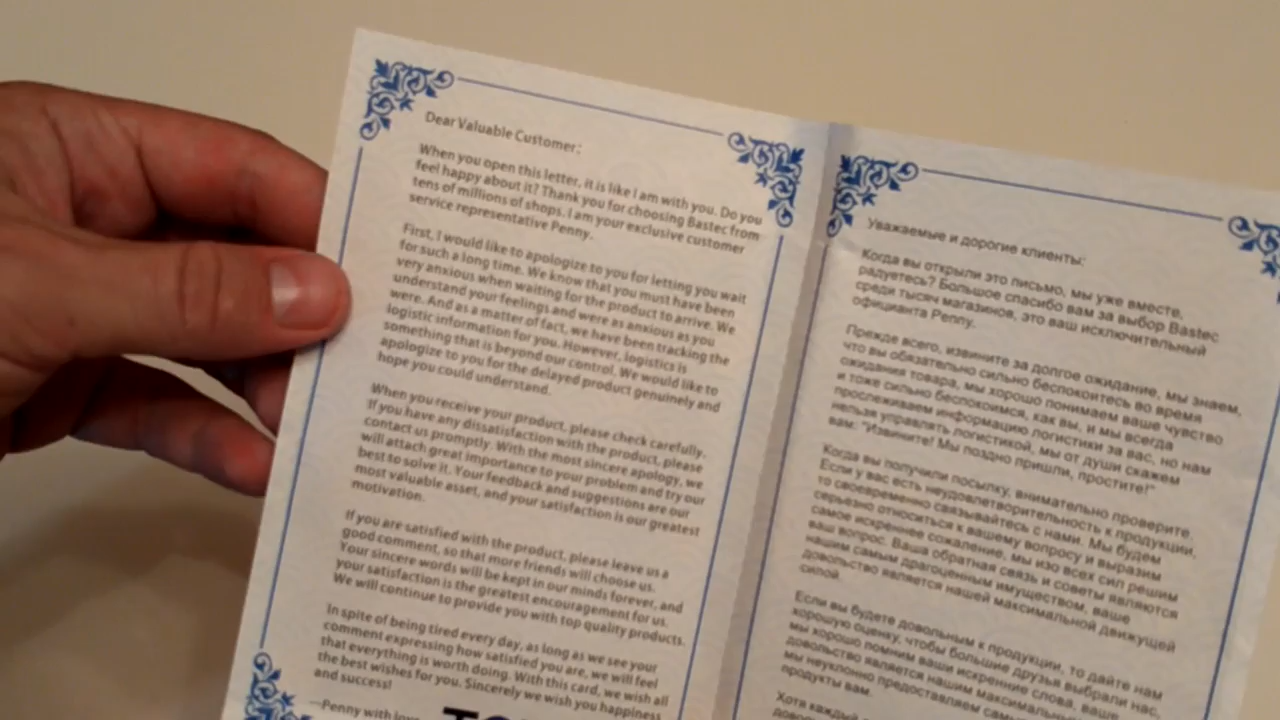 Dear Valuable Customer:
When you open this letter, it is like I am with you. Do you
feel happy about it? Thank you for choosing Bastec from
tens of millions of shops. I am your exclusive customer
service representative Penny.
First, I would like to apologize to you for letting you wait
for such a long time. We know that you must have been
very anxious when waiting for the product to arrive. We
understand your feelings and were as anxious as you
were. And as a matter of fact, we have been tracking the
logistic information for you. However, logistics is
something that is beyond our control. We would like to
apologize to you for the delayed product genuinely and
hope you could understand.
When you receive your product, please check carefully.
If you have any dissatisfaction with the product, please
contact us promptly. With the most sincere apology, we
will attach great importance to your problem and try our
best to solve it. Your feedback and suggestions are our
most valuable asset, and your satisfaction is our greatest
motivation.
If you are satisfied with the product, please leave us a
good comment, so that more friends will choose us.
Your sincere words will be kept in our minds forever, and
your satisfaction is the greatest encouragement for us.
We will continue to provide you with top quality products.
In spite of being tired every day, as long as we see your
comment expressing how satisfied you are, we will feel
that everything is worth doing. With this card, we wish all
the best wishes for you. Sincerely we wish you happiness
and success!
—Penny with love
Уважаемые и дорогие клиенты:
Когда вы открыли это письмо, мы уже вместе,
радуетесь? Большое спасибо вам за выбор Bastec
среди тысяч магазинов, это ваш исключительный
официанта Penny.
Прежде всего, извините за долгое ожидание, мы знаем,
что вы обязательно сильно беспокоитесь во время
ожидания товара, мы хорошо понимаем ваше чувство
и тоже сильно беспокоимся, как вы, и мы всегда
прослеживаем информацию логистики за вас, но нам
нельзя управлять логистикой, мы от души скажем
вам: "Извините! Мы поздно пришли, простите!"
Когда вы получили посылку, внимательно проверите.
Если у вас есть неудовлетворительность к продукции,
то своевременно связывайтесь с нами. Мы будем
серьезно относиться к вашему вопросу и выразим
самое искреннее сожаление, мы изо всех сил решим
ваш вопрос. Ваша обратная связь и советы являются
нашим самым драгоценным имуществом, ваше
довольство является нашей максимальной движущей
силой.
Если вы будете довольным к продукции, то дайте нам
хорошую оценку, чтобы большие друзья выбрали нас,
мы хорошо помним ваши искренние слова, ваше
довольство является нашим
мы неуклонно предоставляем
продукты вам.
Хотя